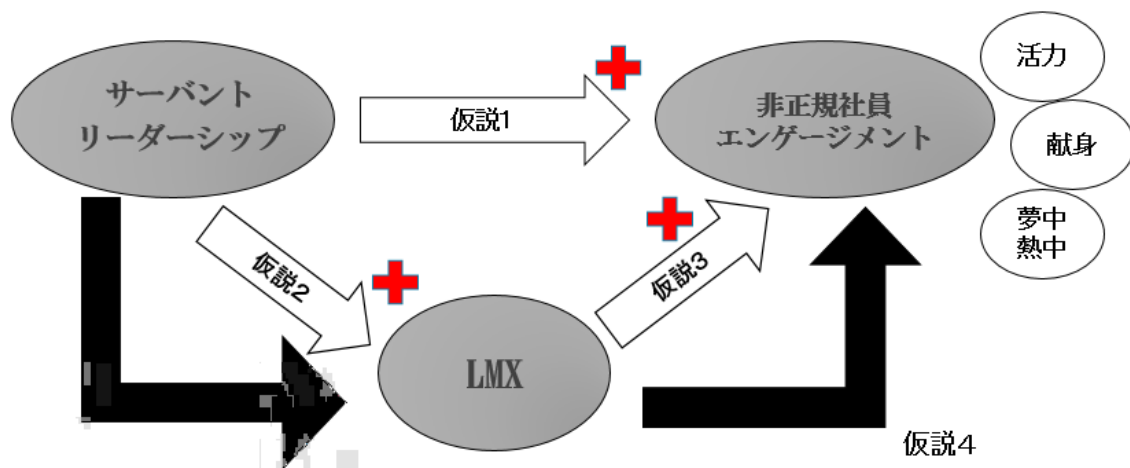 サーバント
リーダーシップ
仮説1
非正規社員
エンゲージメント
活力
献身
夢中
熱中
仮説2
仮説3
LMX
仮説4